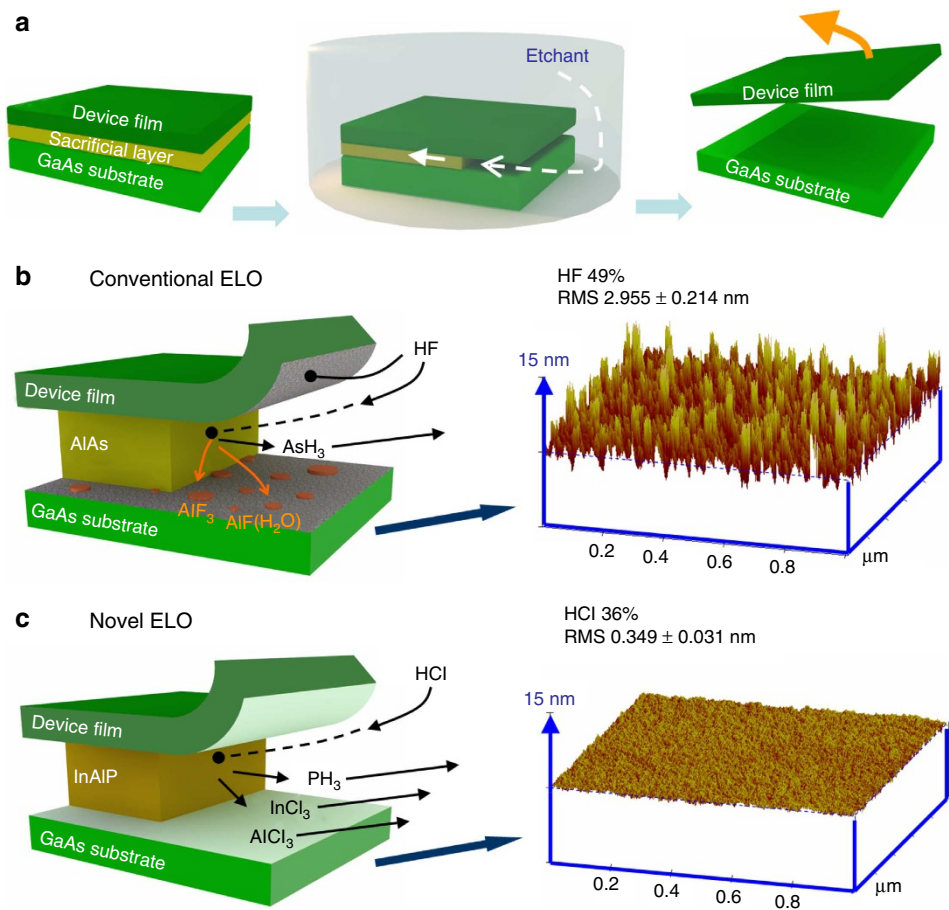 a
Etchant
Device film
Sacrificial layer
GaAs substrate
Device film
GaAs substrate
b Conventional ELO
HF 49%
RMS 2.955 ± 0.214 nm
HF
15 nm
Device film
AlAs
AsH₃
AlF₃ AlF(H₂O)
GaAs substrate
0.2 0.4 0.6 0.8 μm
c Novel ELO
HCl 36%
RMS 0.349 ± 0.031 nm
HCl
15 nm
Device film
InAlP
PH₃
InCl₃
AlCl₃
GaAs substrate
0.2 0.4 0.6 0.8 μm